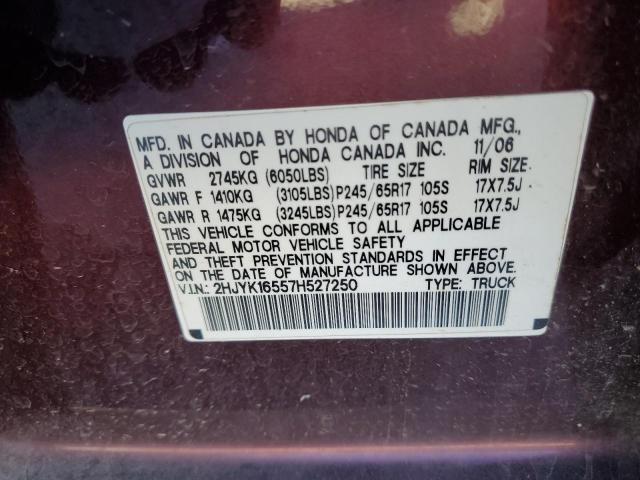 MFD. IN CANADA BY HONDA OF CANADA MFG.,
A DIVISION OF HONDA CANADA INC. 11/06
GVWR 2745KG (6050LBS) TIRE SIZE RIM SIZE
GAWR F 1410KG (3105LBS) P245/65R17 105S 17X7.5J
GAWR R 1475KG (3245LBS) P245/65R17 105S 17X7.5J
THIS VEHICLE CONFORMS TO ALL APPLICABLE
FEDERAL MOTOR VEHICLE SAFETY
AND THEFT PREVENTION STANDARDS IN EFFECT
ON THE DATE OF MANUFACTURE SHOWN ABOVE.
V.I.N.: 2HJYK16557H527250 TYPE: TRUCK